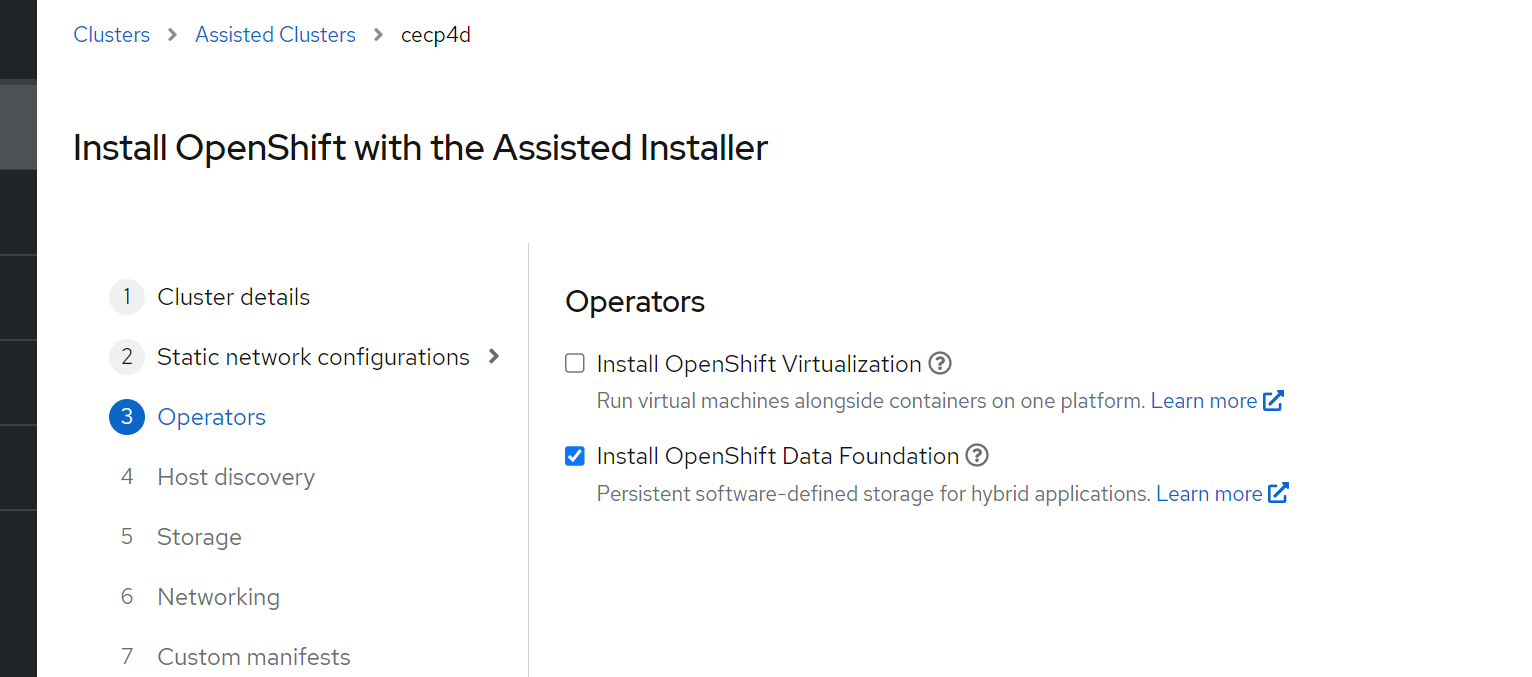 Clusters > Assisted Clusters > cecp4d
Install OpenShift with the Assisted Installer
1 Cluster details
2 Static network configurations >
3 Operators
4 Host discovery
5 Storage
6 Networking
7 Custom manifests
Operators
Install OpenShift Virtualization
Run virtual machines alongside containers on one platform. Learn more
Install OpenShift Data Foundation
Persistent software-defined storage for hybrid applications. Learn more